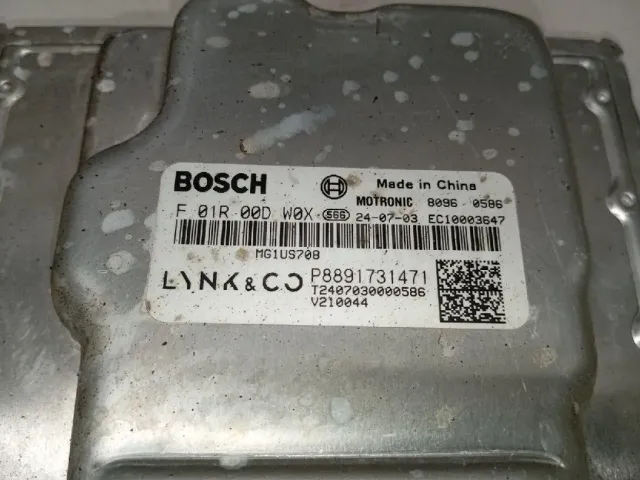 BOSCH Made in China
MOTRONIC 8096 0586
F 01R 00D W0X 566 24-07-03 EC10003647
MG1US708
LYNK & CO P8891731471
T2407030000586
V210044